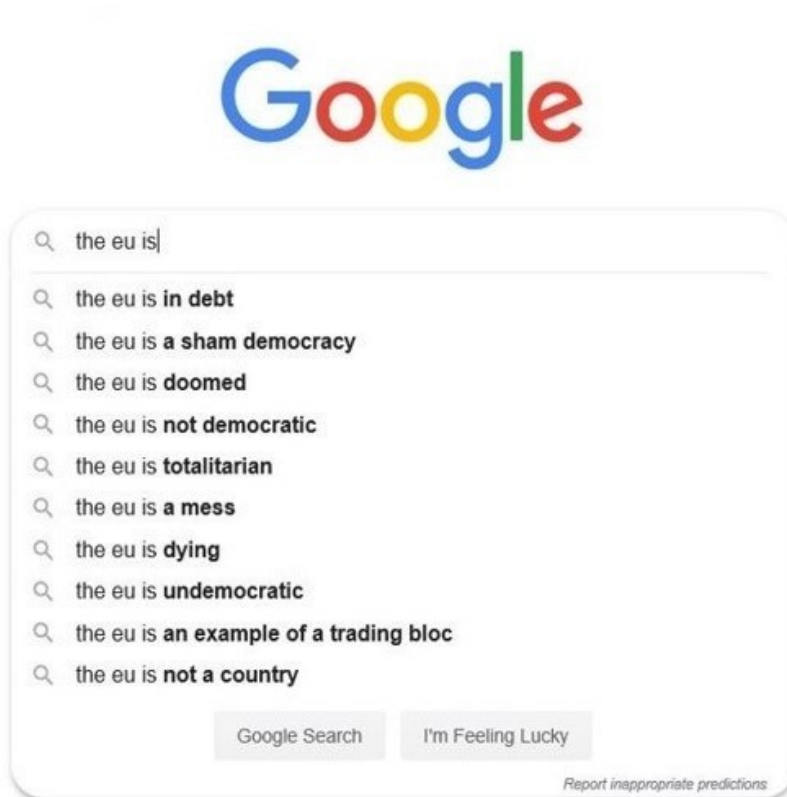 Google
the eu is
the eu is in debt
the eu is a sham democracy
the eu is doomed
the eu is not democratic
the eu is totalitarian
the eu is a mess
the eu is dying
the eu is undemocratic
the eu is an example of a trading bloc
the eu is not a country
Google Search I'm Feeling Lucky
Report inappropriate predictions